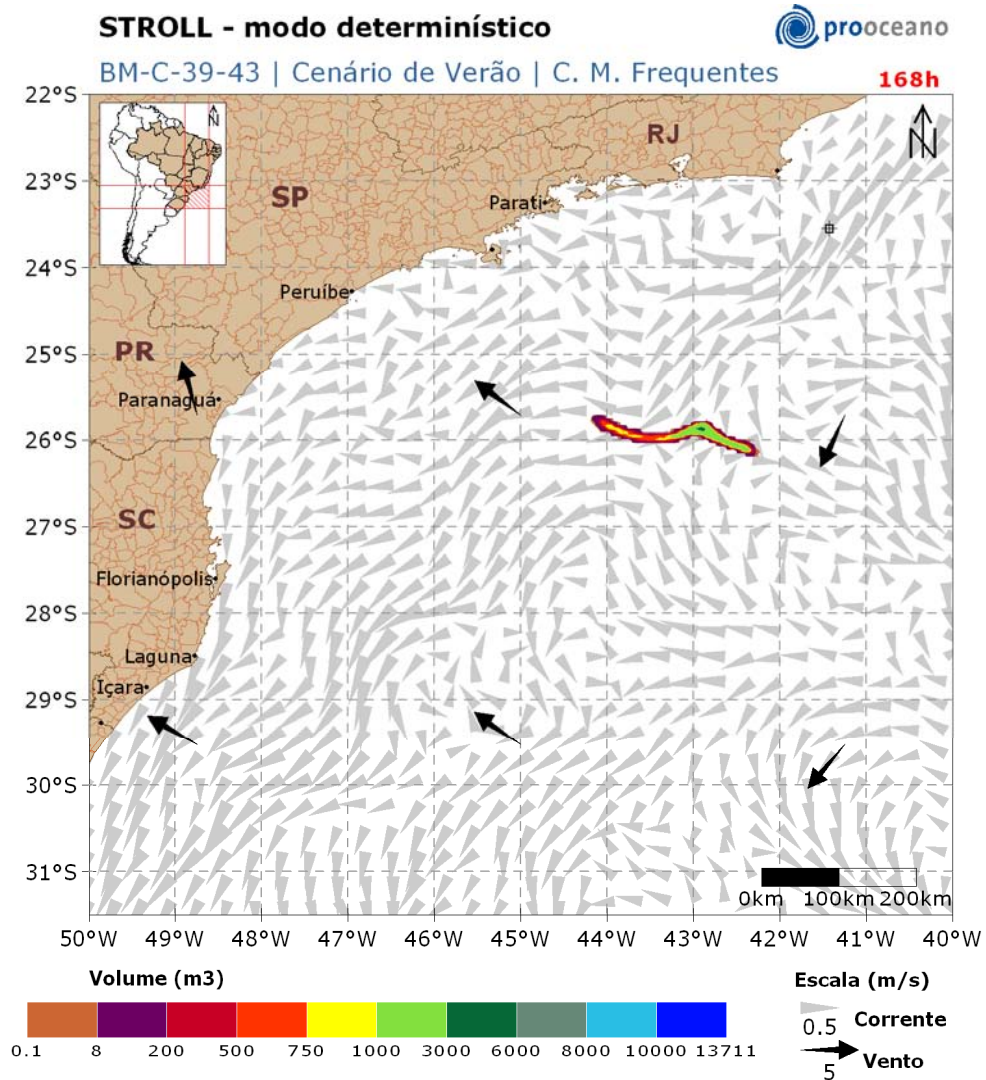 STROLL - modo determinístico
prooceano
BM-C-39-43 | Cenário de Verão | C. M. Frequentes
168h
22°S
N
N
RJ
23°S
SP
Parati
24°S
Peruíbe
PR
25°S
Paranaguá
26°S
SC
27°S
Florianópolis
28°S
Laguna
Içara
29°S
30°S
31°S
0km 100km 200km
50°W 49°W 48°W 47°W 46°W 45°W 44°W 43°W 42°W 41°W 40°W
Volume (m3)
0.1 8 200 500 750 1000 3000 6000 8000 10000 13711
Escala (m/s)
0.5 Corrente
5 Vento